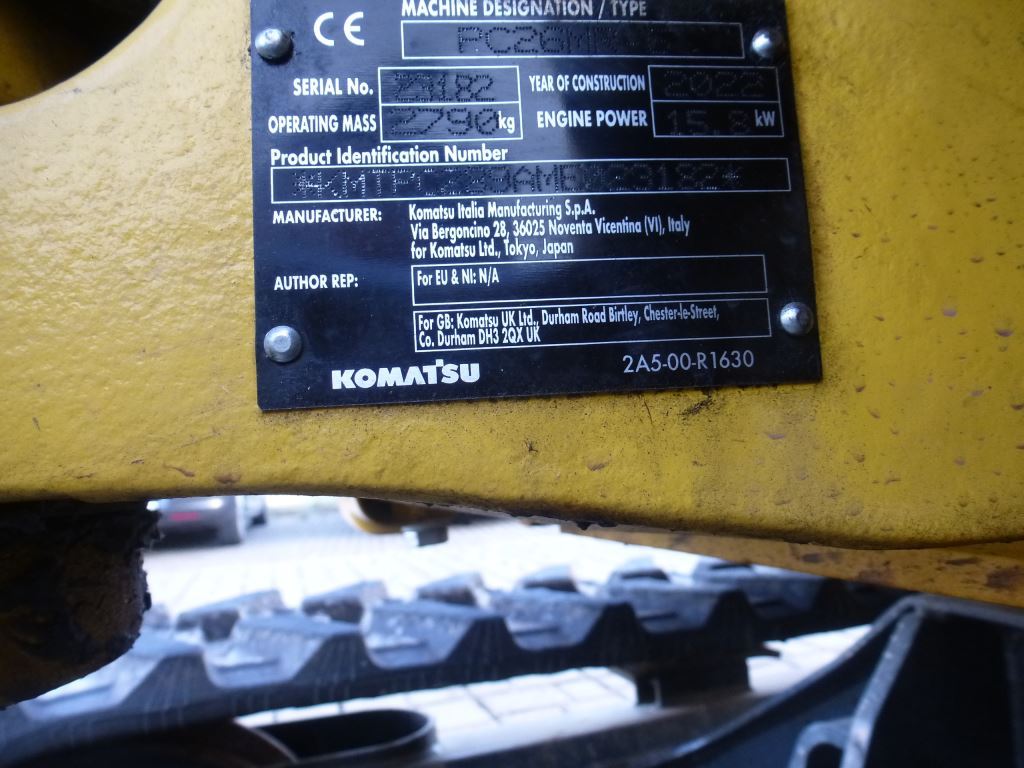 CE
MACHINE DESIGNATION / TYPE
SERIAL No. 23182
YEAR OF CONSTRUCTION 2022
OPERATING MASS 2790 kg
ENGINE POWER 15.8 kW
Product Identification Number
MANUFACTURER: Komatsu Italia Manufacturing S.p.A.
Via Bergoncino 28, 36025 Noventa Vicentina (VI), Italy
for Komatsu Ltd., Tokyo, Japan
AUTHOR REP: For EU & NI: N/A
For GB: Komatsu UK Ltd., Durham Road Birtley, Chester-le-Street,
Co. Durham DH3 2QX UK
KOMATSU
2A5-00-R1630